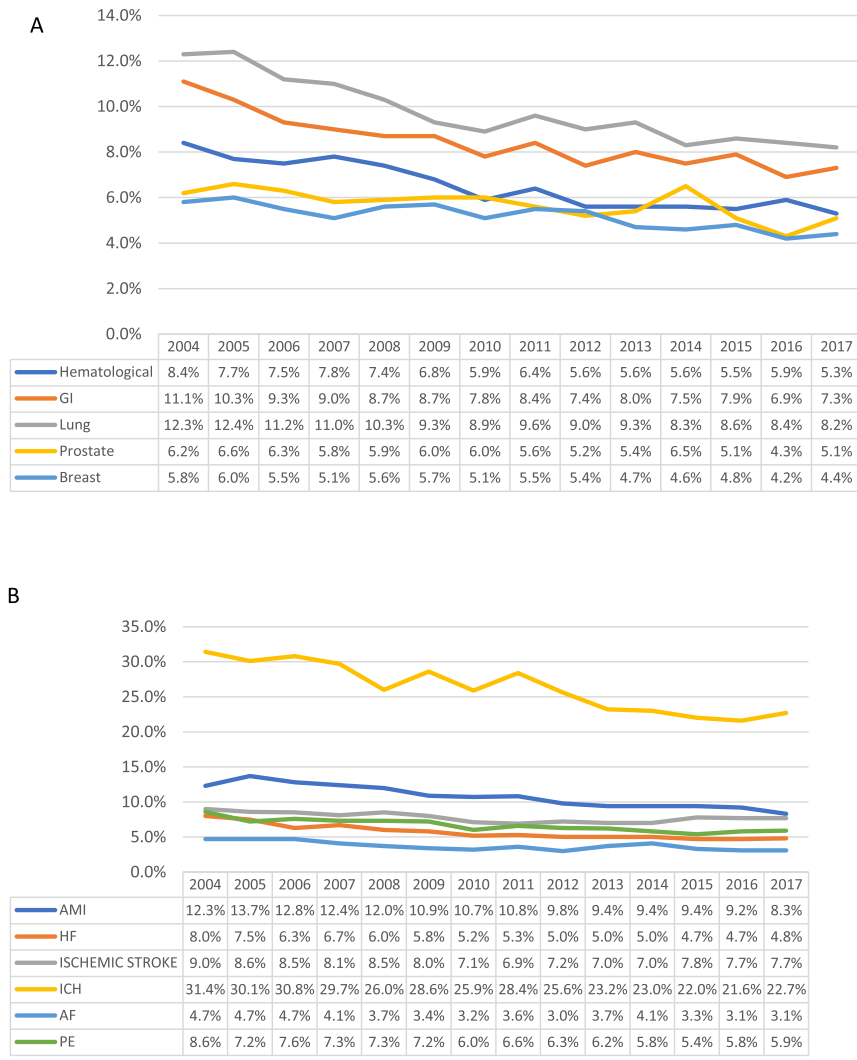 A
14.0%
12.0%
10.0%
8.0%
6.0%
4.0%
2.0%
0.0%
2004 2005 2006 2007 2008 2009 2010 2011 2012 2013 2014 2015 2016 2017
Hematological 8.4% 7.7% 7.5% 7.8% 7.4% 6.8% 5.9% 6.4% 5.6% 5.6% 5.6% 5.5% 5.9% 5.3%
GI 11.1% 10.3% 9.3% 9.0% 8.7% 8.7% 7.8% 8.4% 7.4% 8.0% 7.5% 7.9% 6.9% 7.3%
Lung 12.3% 12.4% 11.2% 11.0% 10.3% 9.3% 8.9% 9.6% 9.0% 9.3% 8.3% 8.6% 8.4% 8.2%
Prostate 6.2% 6.6% 6.3% 5.8% 5.9% 6.0% 6.0% 5.6% 5.2% 5.4% 6.5% 5.1% 4.3% 5.1%
Breast 5.8% 6.0% 5.5% 5.1% 5.6% 5.7% 5.1% 5.5% 5.4% 4.7% 4.6% 4.8% 4.2% 4.4%
B
35.0%
30.0%
25.0%
20.0%
15.0%
10.0%
5.0%
0.0%
2004 2005 2006 2007 2008 2009 2010 2011 2012 2013 2014 2015 2016 2017
AMI 12.3% 13.7% 12.8% 12.4% 12.0% 10.9% 10.7% 10.8% 9.8% 9.4% 9.4% 9.4% 9.2% 8.3%
HF 8.0% 7.5% 6.3% 6.7% 6.0% 5.8% 5.2% 5.3% 5.0% 5.0% 5.0% 4.7% 4.7% 4.8%
ISCHEMIC STROKE 9.0% 8.6% 8.5% 8.1% 8.5% 8.0% 7.1% 6.9% 7.2% 7.0% 7.0% 7.8% 7.7% 7.7%
ICH 31.4% 30.1% 30.8% 29.7% 26.0% 28.6% 25.9% 28.4% 25.6% 23.2% 23.0% 22.0% 21.6% 22.7%
AF 4.7% 4.7% 4.7% 4.1% 3.7% 3.4% 3.2% 3.6% 3.0% 3.7% 4.1% 3.3% 3.1% 3.1%
PE 8.6% 7.2% 7.6% 7.3% 7.3% 7.2% 6.0% 6.6% 6.3% 6.2% 5.8% 5.4% 5.8% 5.9%